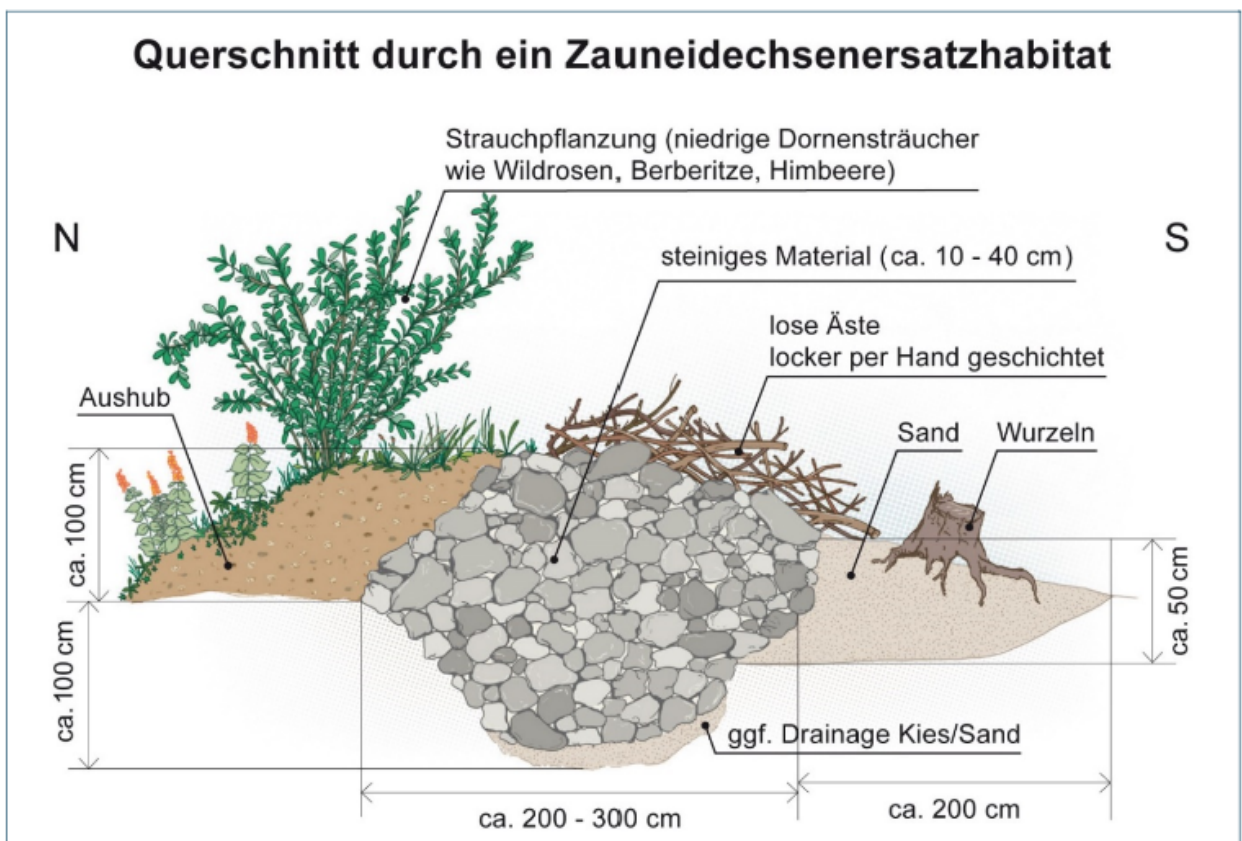 Querschnitt durch ein Zauneidechsenersatzhabitat
Strauchpflanzung (niedrige Dornensträucher
wie Wildrosen, Berberitze, Himbeere)
N
S
steiniges Material (ca. 10 - 40 cm)
lose Äste
locker per Hand geschichtet
Aushub
Sand
Wurzeln
ca. 100 cm
ca. 50 cm
ca. 100 cm
ggf. Drainage Kies/Sand
ca. 200 - 300 cm
ca. 200 cm